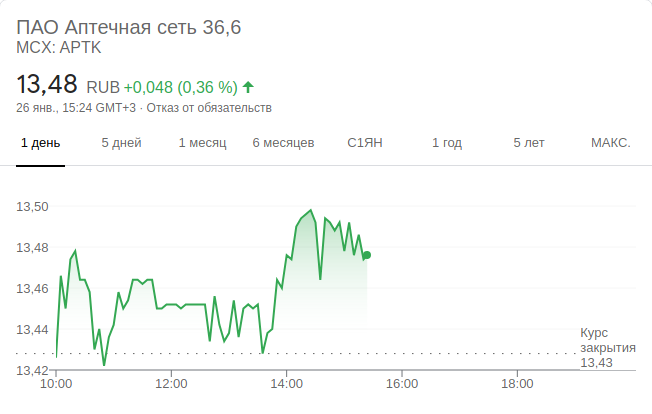 ПАО Аптечная сеть 36,6
MCX: APTK
13,48 RUB +0,048 (0,36 %)
26 янв., 15:24 GMT+3 · Отказ от обязательств
1 день 5 дней 1 месяц 6 месяцев С1ЯН 1 год 5 лет МАКС.
13,50
13,48
13,46
13,44
13,42
Курс
закрытия
13,43
10:00 12:00 14:00 16:00 18:00